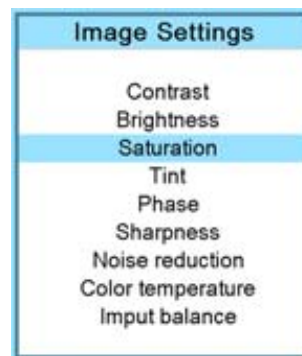 Image Settings
Contrast
Brightness
Saturation
Tint
Phase
Sharpness
Noise reduction
Color temperature
Imput balance